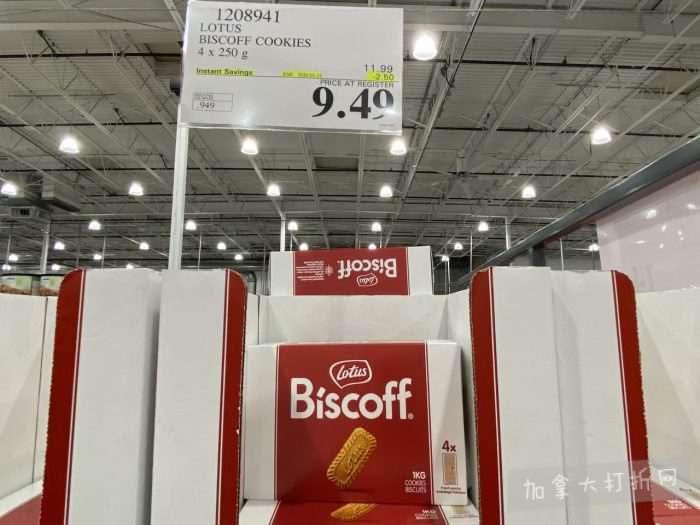 1208941
LOTUS
BISCOFF COOKIES
4 x 250 g
11.99
Instant Savings
-2.50
PRICE AT REGISTER
9.49
.949
Biscoff
Lotus
Lotus
Biscoff®
4x
1KG
COOKIES
BISCUITS
加拿大打折网